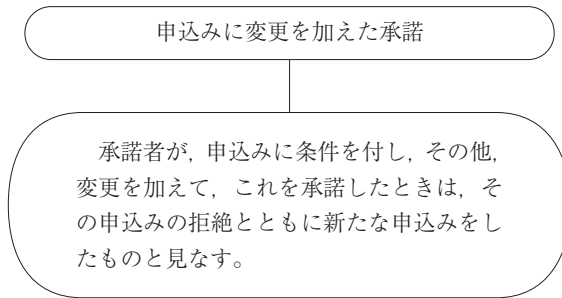 申込みに変更を加えた承諾
承諾者が, 申込みに条件を付し, その他,
変更を加えて, これを承諾したときは, そ
の申込みの拒絶とともに新たな申込みをし
たものと見なす。